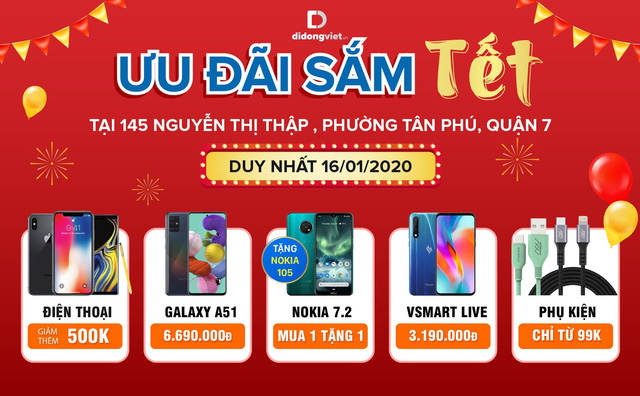 didongviet.vn
ƯU ĐÃI SẮM Tết
TẠI 145 NGUYỄN THỊ THẬP , PHƯỜNG TÂN PHÚ, QUẬN 7
DUY NHẤT 16/01/2020
ĐIỆN THOẠI
GIẢM THÊM 500K
GALAXY A51
6.690.000Đ
TẶNG
NOKIA
105
NOKIA 7.2
MUA 1 TẶNG 1
VSMART LIVE
3.190.000Đ
PHỤ KIỆN
CHỈ TỪ 99K